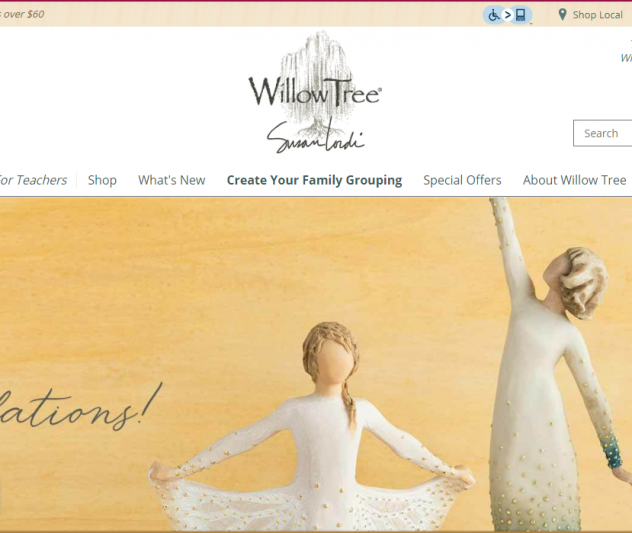 s over $60
Shop Local
Willow Tree®
Susan Lordi
Search
For Teachers
Shop
What's New
Create Your Family Grouping
Special Offers
About Willow Tree
lations!